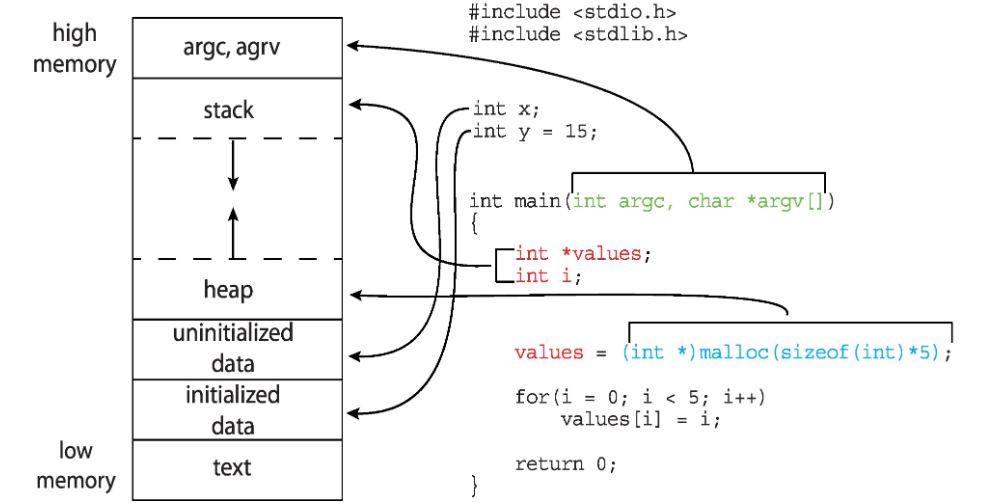 high
memory
argc, agrv
stack
heap
uninitialized
data
initialized
data
low
memory
text
#include <stdio.h>
#include <stdlib.h>
int x;
int y = 15;
int main(int argc, char *argv[])
{
int *values;
int i;
values = (int *)malloc(sizeof(int)*5);
for(i = 0; i < 5; i++)
values[i] = i;
return 0;
}